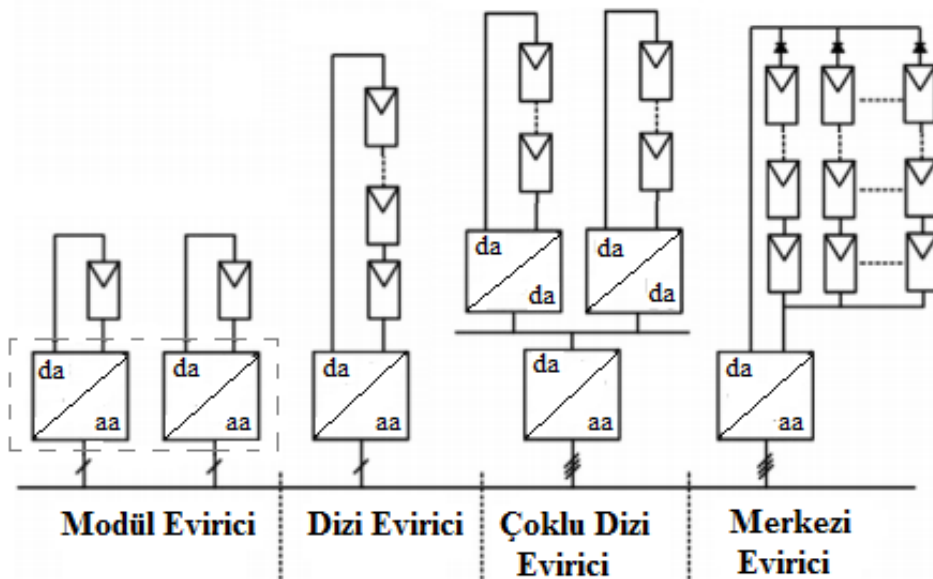 da
da
da
da
da
aa
da
aa
da
aa
da
aa
da
aa
Modül Evirici
Dizi Evirici
Çoklu Dizi
Evirici
Merkezi
Evirici